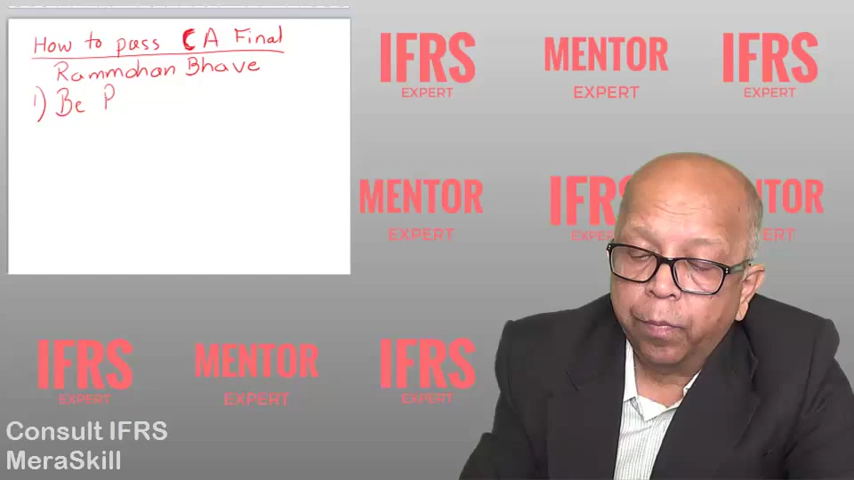 How to pass CA Final
Rammohan Bhave
1) Be P
IFRS
EXPERT
MENTOR
EXPERT
IFRS
EXPERT
MENTOR
EXPERT
IFRS
EXPERT
NTOR
EXPERT
IFRS
EXPERT
MENTOR
EXPERT
IFRS
EXPERT
Consult IFRS
MeraSkill